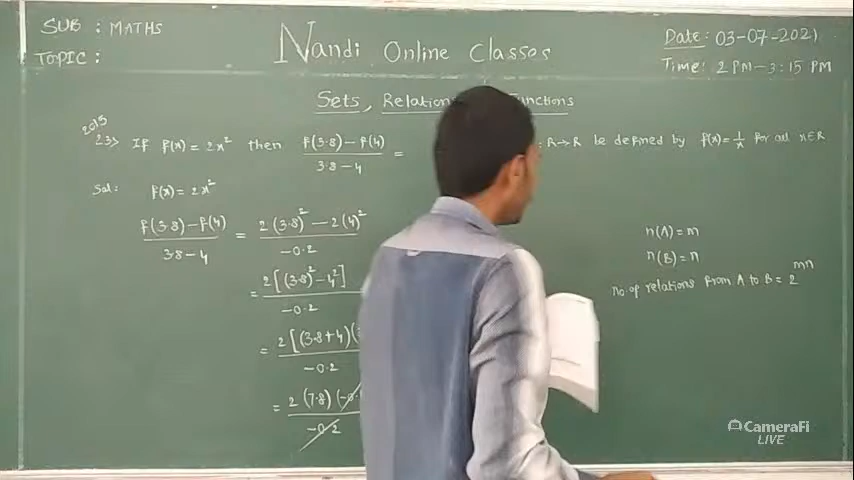 SUB : MATHS
TOPIC :
Nandi Online Classes
Date: 03-07-2021
Time: 2 PM-3:15 PM
Sets, Relation Functions
2015
23> If f(x) = 2x² then f(3.8)-f(4)/3.8-4 =
: R→R be defined by f(x)=1/x for all x∈R
Sol: f(x) = 2x²
f(3.8)-f(4)/3.8-4 = 2(3.8)²-2(4)²/-0.2
= 2[(3.8)²-4²]/-0.2
= 2[(3.8+4)(/-0.2
= 2(7.8)(-0./-0.2
n(A) = m
n(B) = n
no.of relations from A to B = 2^mn
CameraFi
LIVE